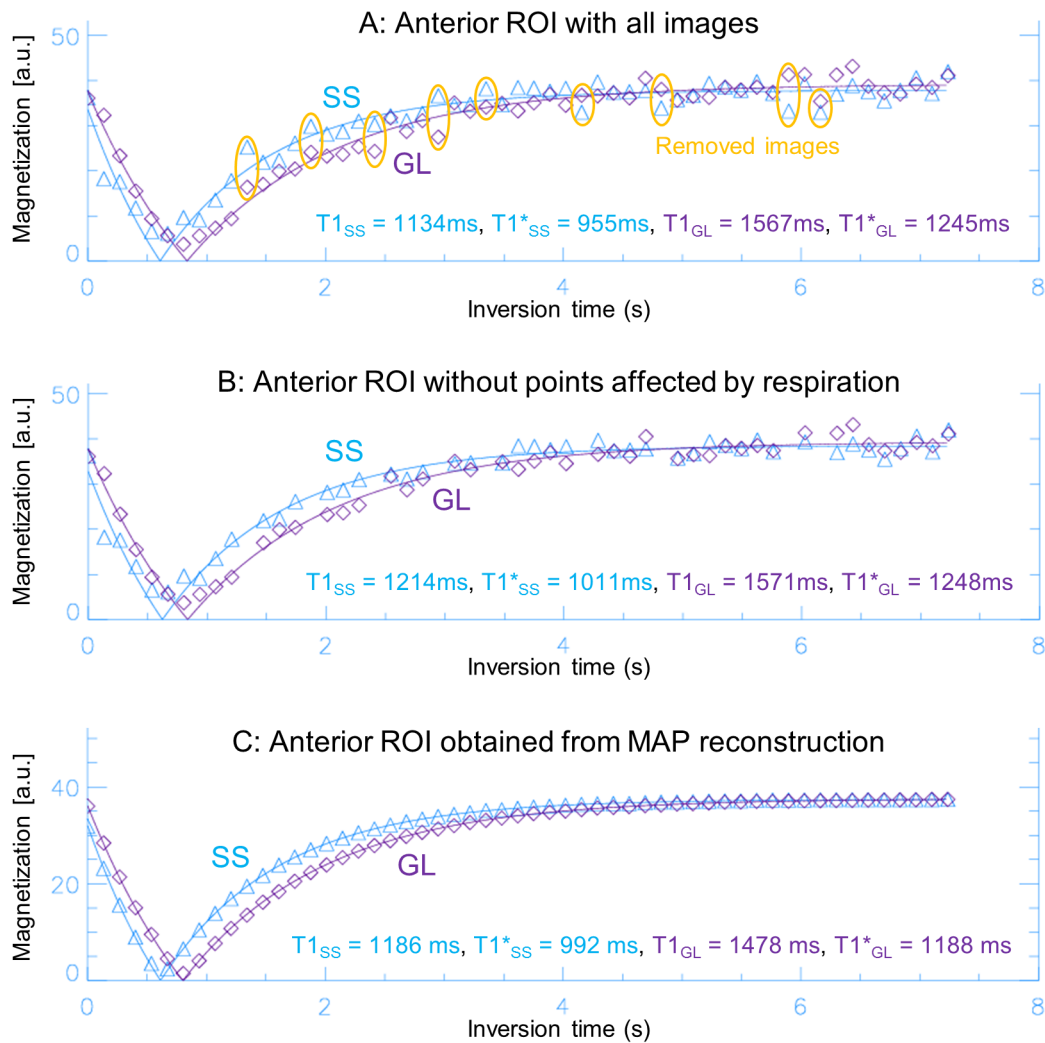 A: Anterior ROI with all images
Magnetization [a.u.]
50
0
SS
GL
Removed images
T1SS = 1134ms, T1*SS = 955ms, T1GL = 1567ms, T1*GL = 1245ms
0 2 4 6 8
Inversion time (s)
B: Anterior ROI without points affected by respiration
Magnetization [a.u.]
50
0
SS
GL
T1SS = 1214ms, T1*SS = 1011ms, T1GL = 1571ms, T1*GL = 1248ms
0 2 4 6 8
Inversion time (s)
C: Anterior ROI obtained from MAP reconstruction
Magnetization [a.u.]
40
20
0
SS
GL
T1SS = 1186 ms, T1*SS = 992 ms, T1GL = 1478 ms, T1*GL = 1188 ms
0 2 4 6 8
Inversion time (s)